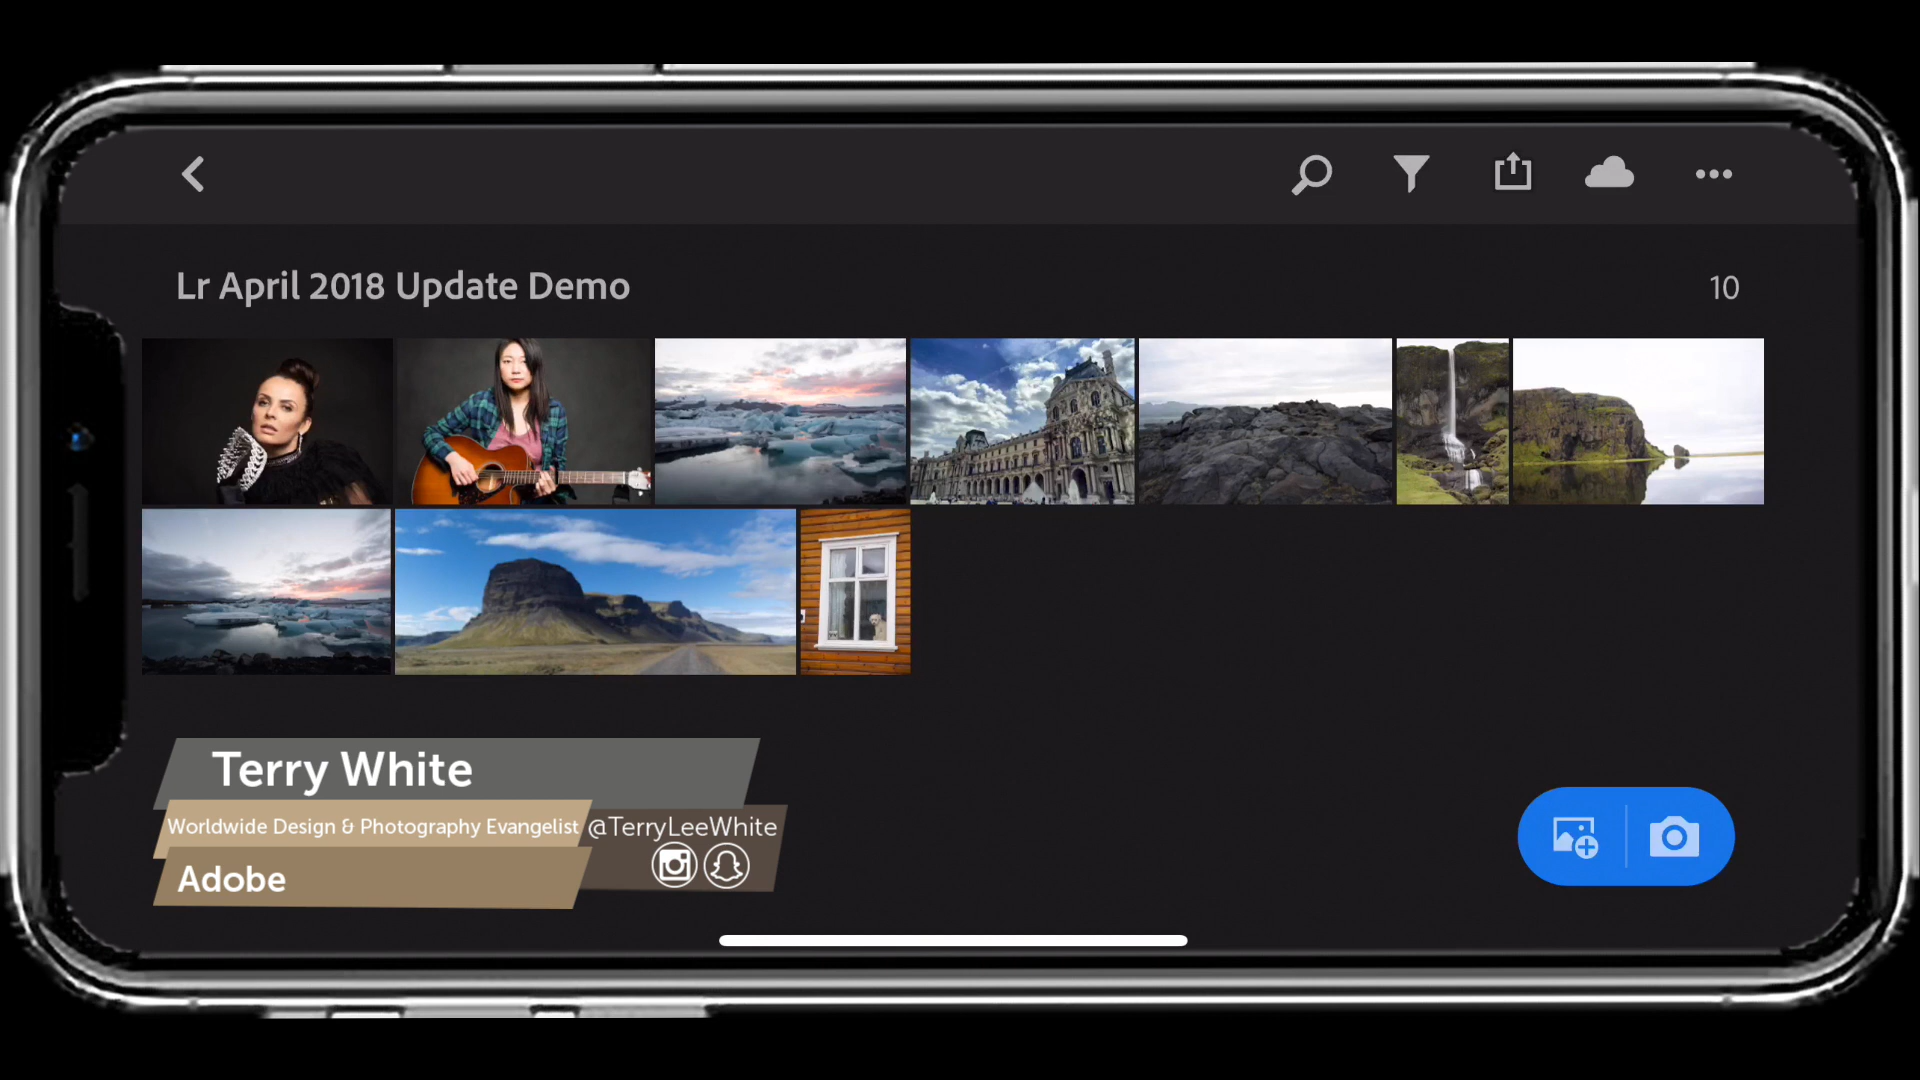 Lr April 2018 Update Demo
10
Terry White
Worldwide Design & Photography Evangelist
@TerryLeeWhite
Adobe